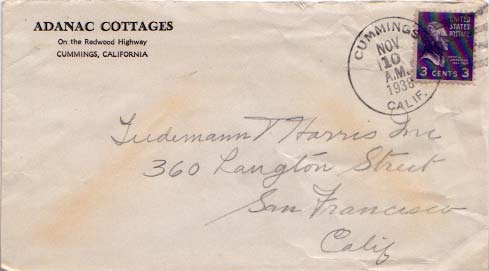 ADANAC COTTAGES
On the Redwood Highway
CUMMINGS, CALIFORNIA
CUMMINGS
NOV
10
A.M.
1938
CALIF.
UNITED
STATES
POSTAGE
3 CENTS 3
Tiedemann & Harris Inc
360 Langton Street
San Francisco
Calif